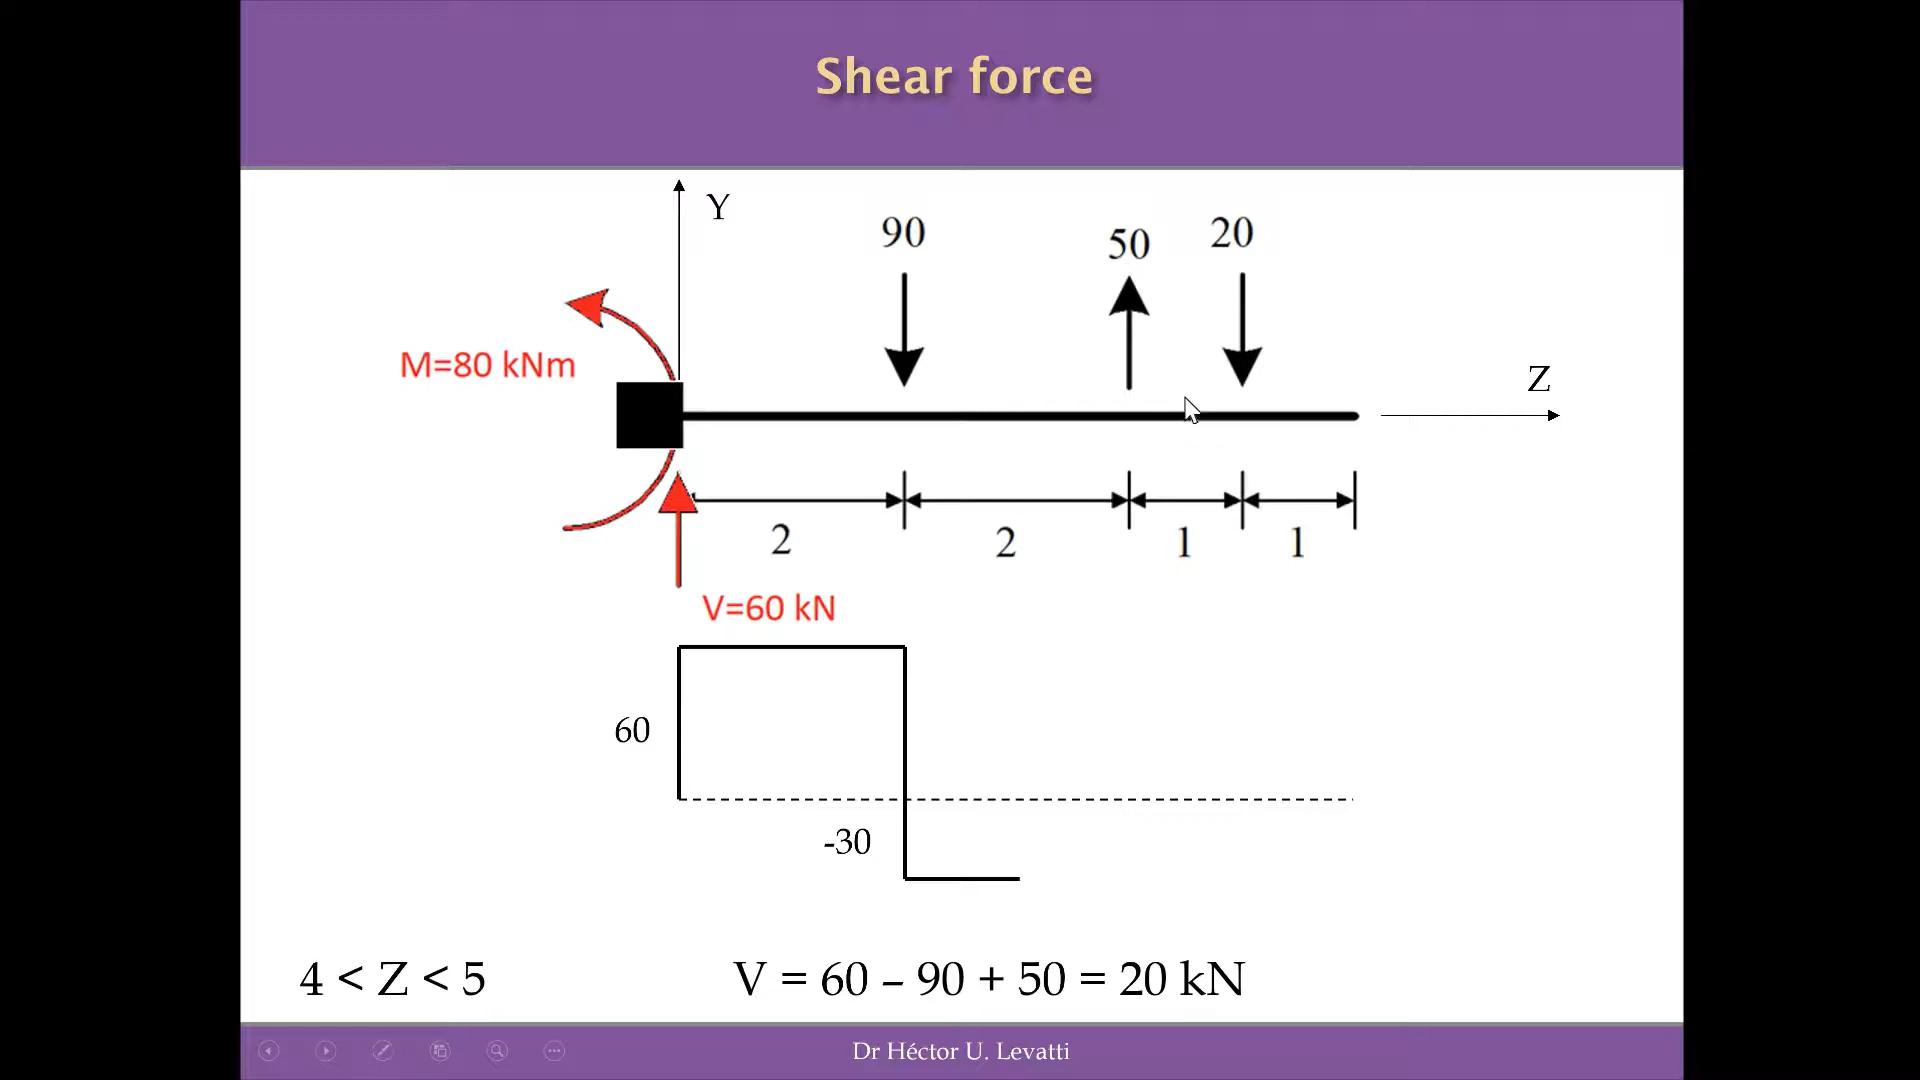 Shear force
Y
90
50
20
M=80 kNm
Z
2
2
1
1
V=60 kN
60
-30
4 < Z < 5
V = 60 – 90 + 50 = 20 kN
Dr Héctor U. Levatti